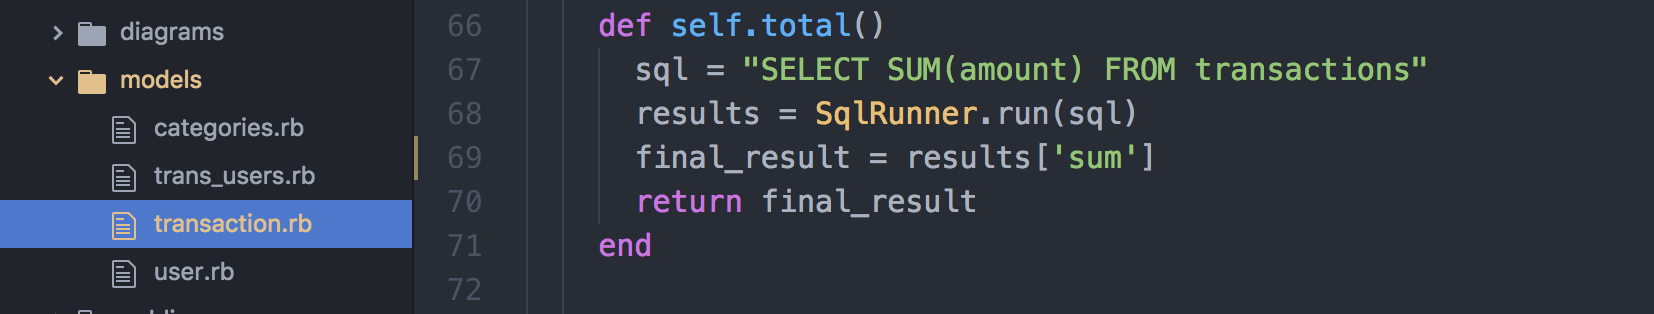 diagrams
models
categories.rb
trans_users.rb
transaction.rb
user.rb
66 def self.total()
67 sql = "SELECT SUM(amount) FROM transactions"
68 results = SqlRunner.run(sql)
69 final_result = results['sum']
70 return final_result
71 end
72